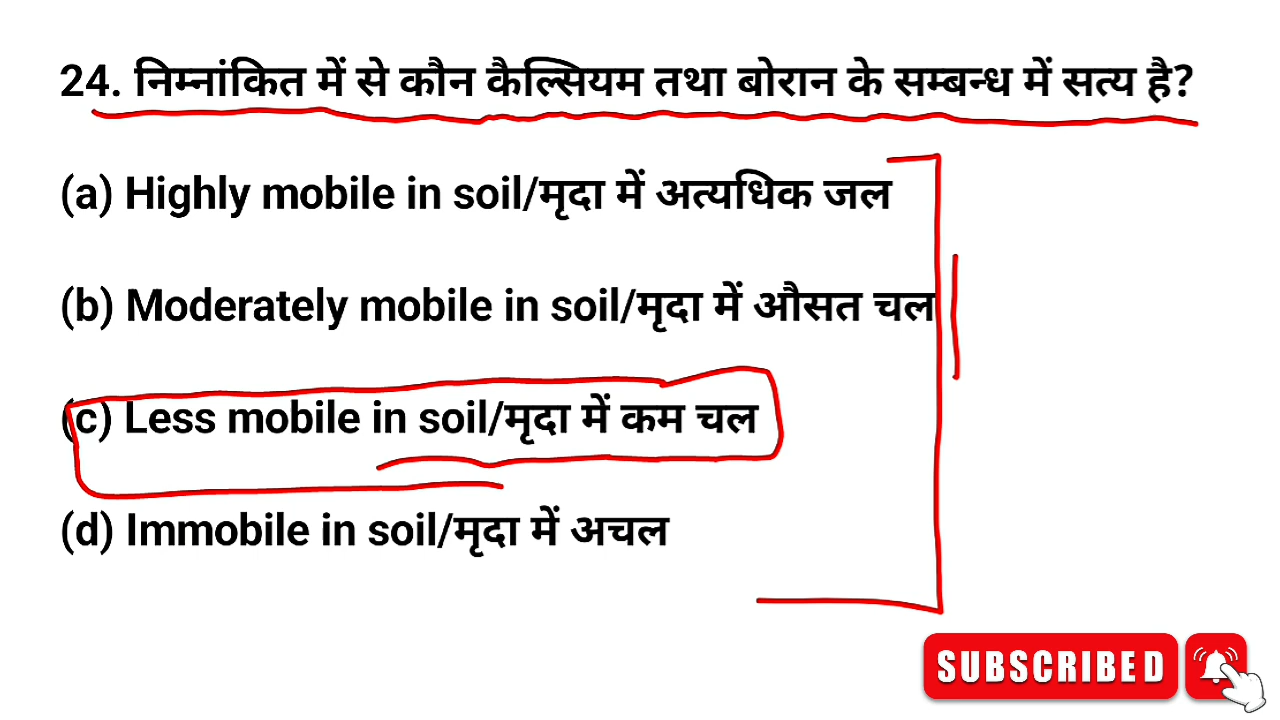 24. निम्नांकित में से कौन कैल्सियम तथा बोरान के सम्बन्ध में सत्य है?
(a) Highly mobile in soil/मृदा में अत्यधिक जल
(b) Moderately mobile in soil/मृदा में औसत चल
(c) Less mobile in soil/मृदा में कम चल
(d) Immobile in soil/मृदा में अचल
SUBSCRIBED